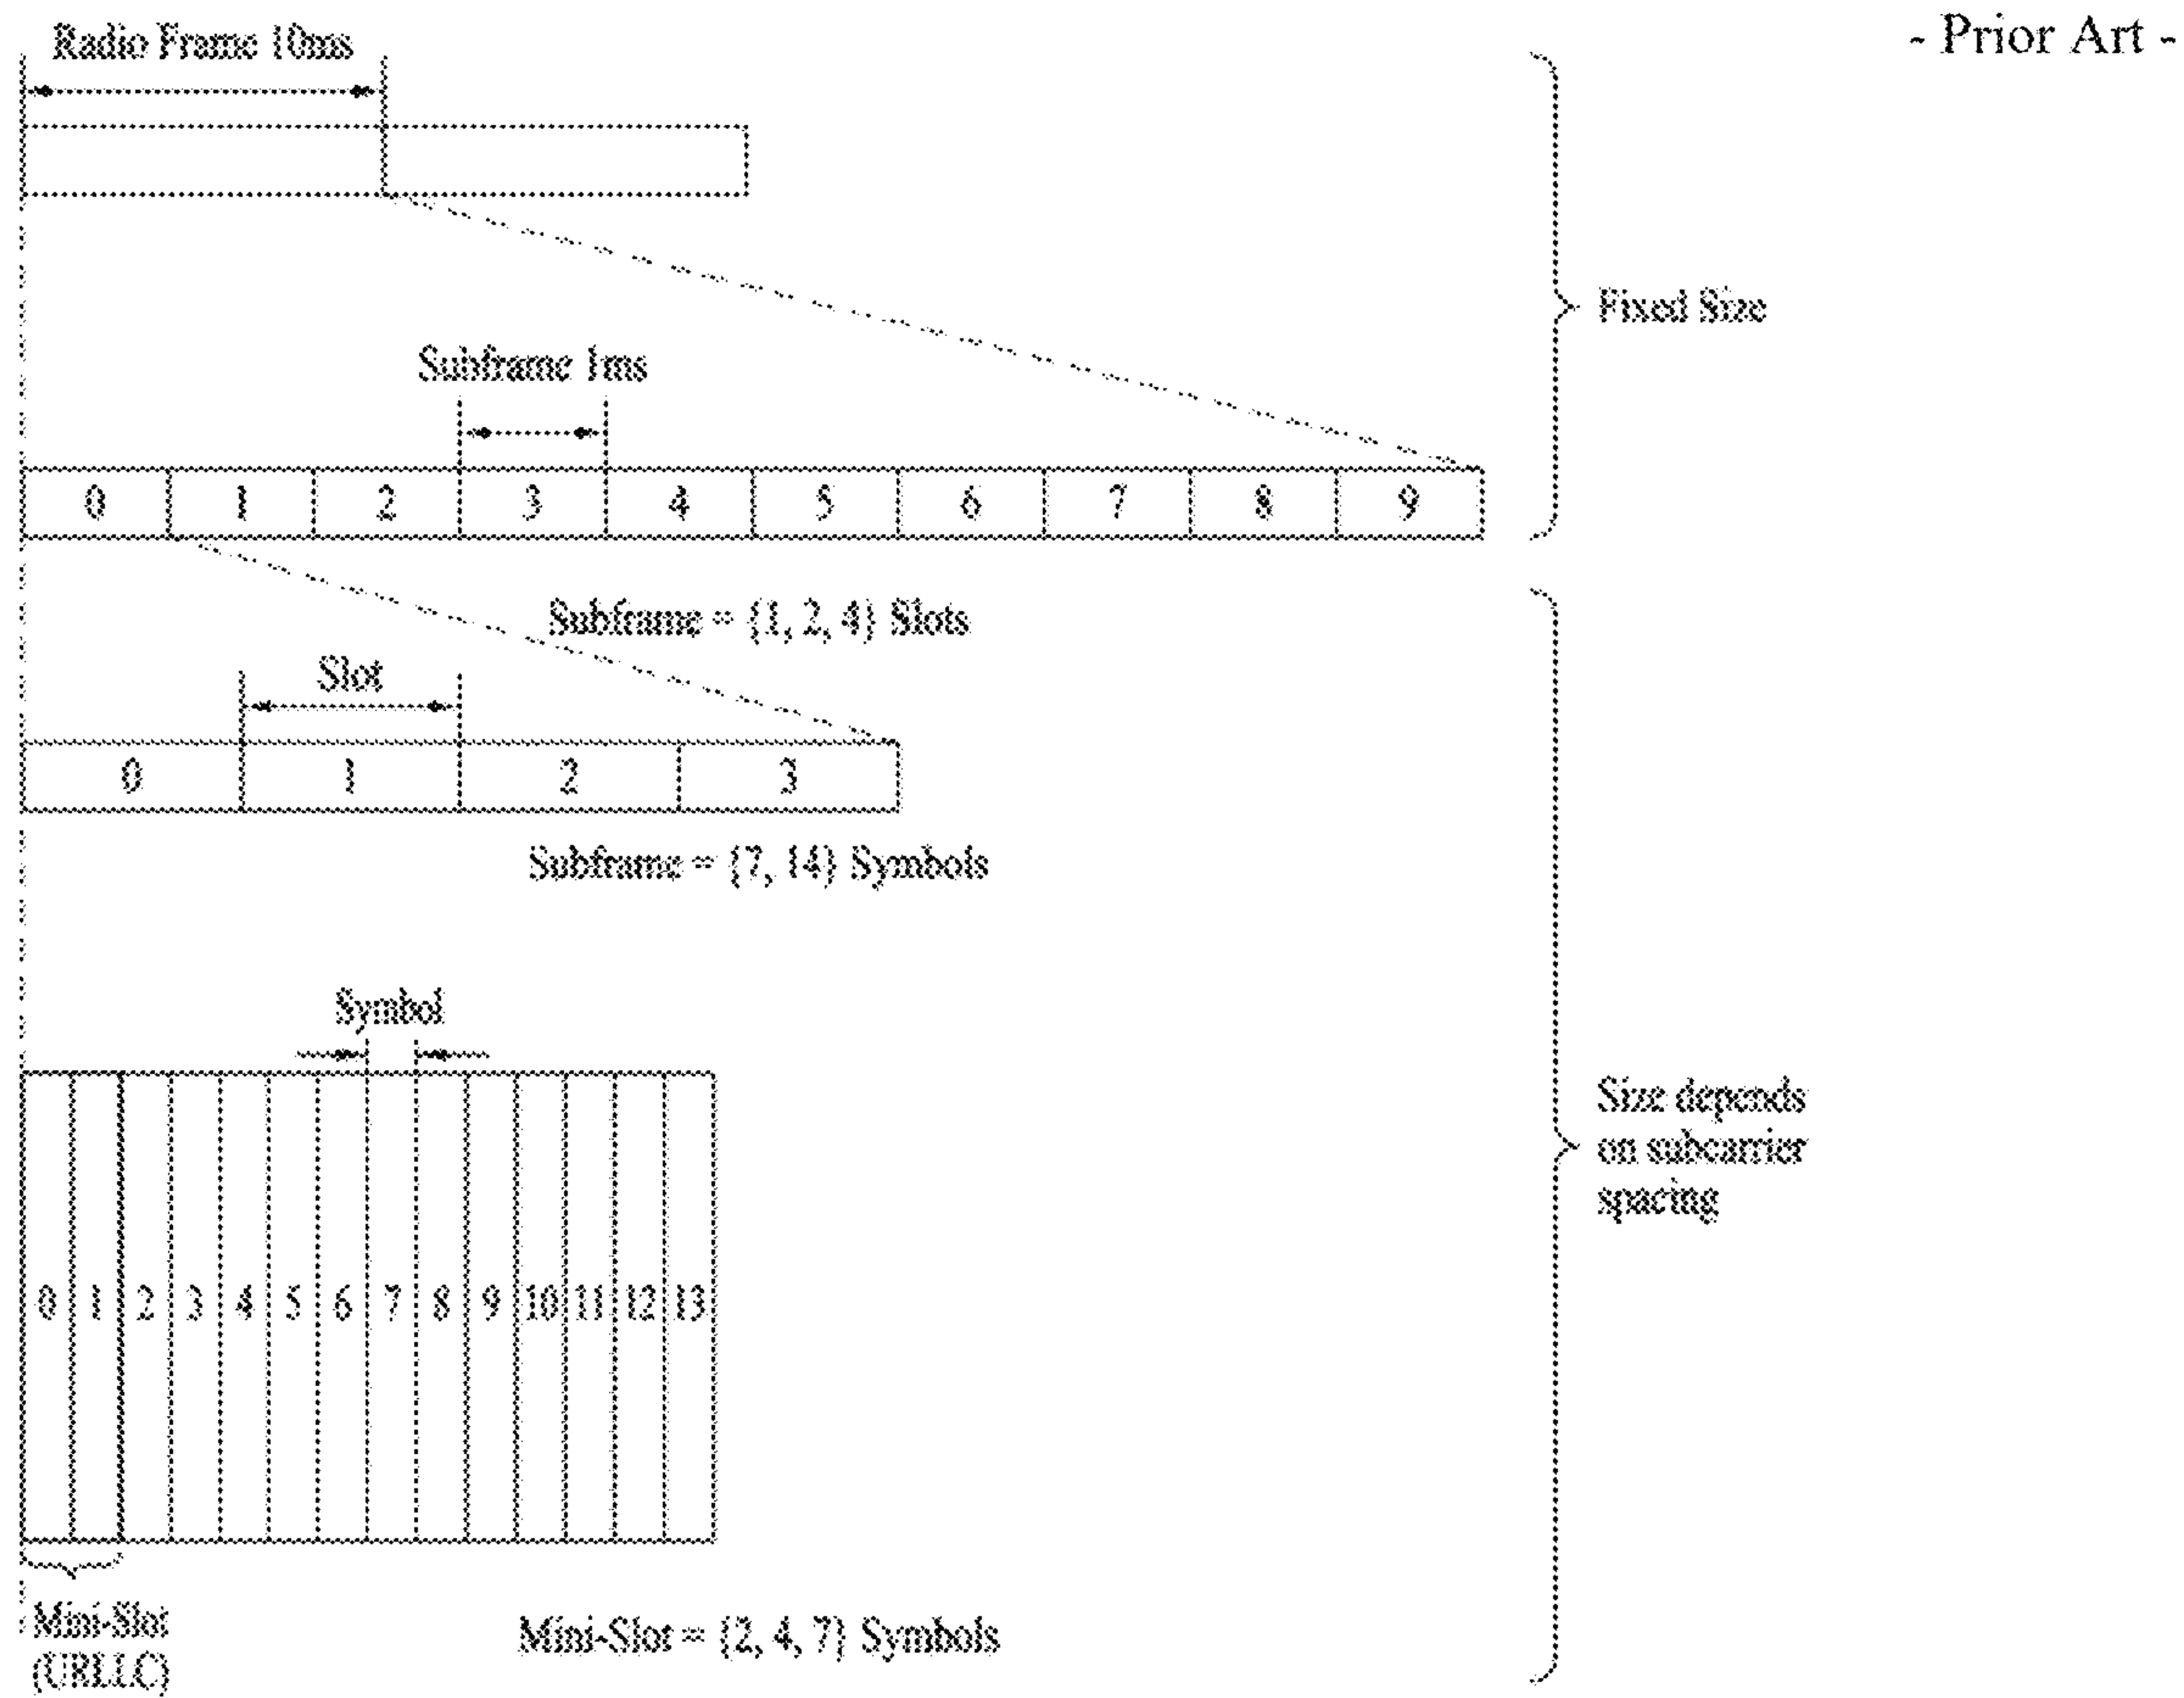 - Prior Art -
Radio Frame 10ms
Fixed Size
Subframe 1ms
0 1 2 3 4 5 6 7 8 9
Subframe = {1, 2, 4} Slots
Slot
0 1 2 3
Subframe = {7, 14} Symbols
Symbol
Size depends
on subcarrier
spacing
0 1 2 3 4 5 6 7 8 9 10 11 12 13
Mini-Slot
(URLLC)
Mini-Slot = {2, 4, 7} Symbols